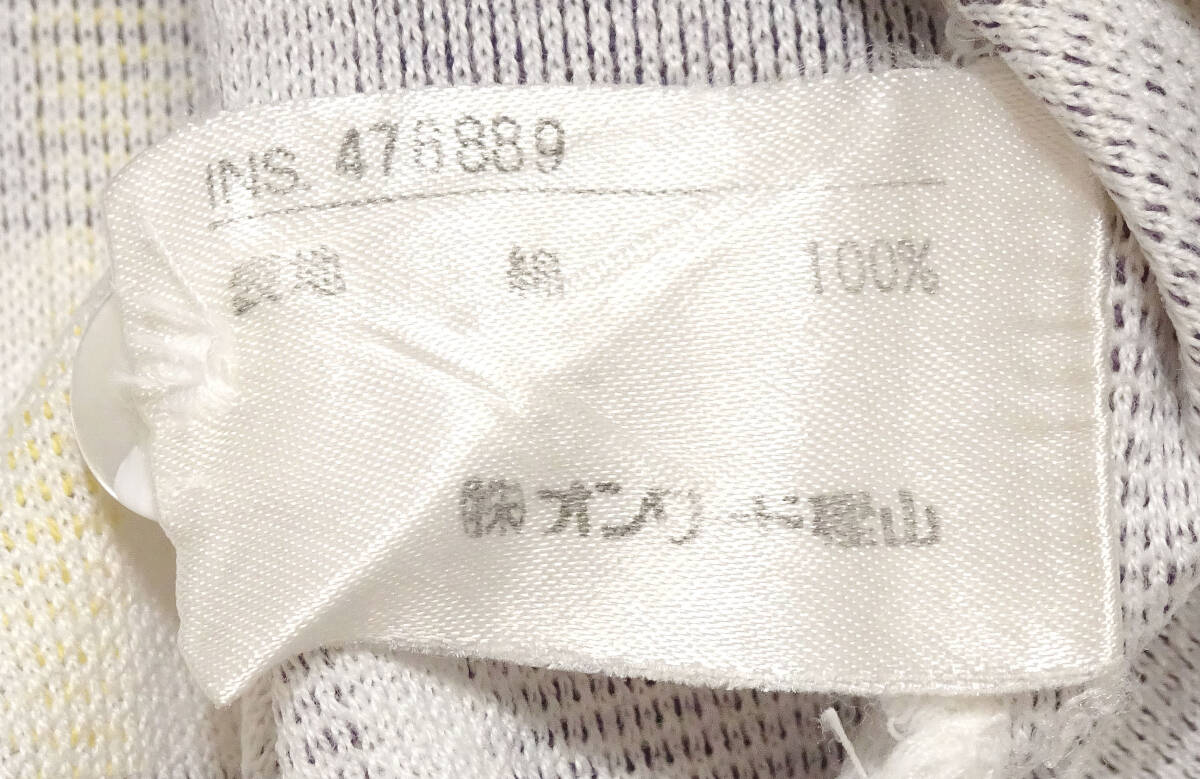 INS. 476889
表地 綿 100%
㈱オンワード樫山